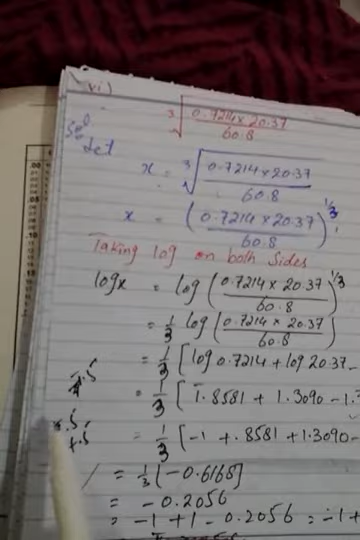 vi)
∛(0.7214 × 20.37 / 60.8)
Sol
Let
x = ∛(0.7214 × 20.37 / 60.8)
x = (0.7214 × 20.37 / 60.8)^1/3
Taking log on both Sides
log x = log (0.7214 × 20.37 / 60.8)^1/3
= 1/3 log (0.7214 × 20.37 / 60.8)
= 1/3 [log 0.7214 + log 20.37 -
= 1/3 [1̄.8581 + 1.3090 - 1.
= 1/3 [-1 + .8581 + 1.3090 -
= 1/3 [-0.6168]
= -0.2056
= -1 + 1 - 0.2056 = -1 +